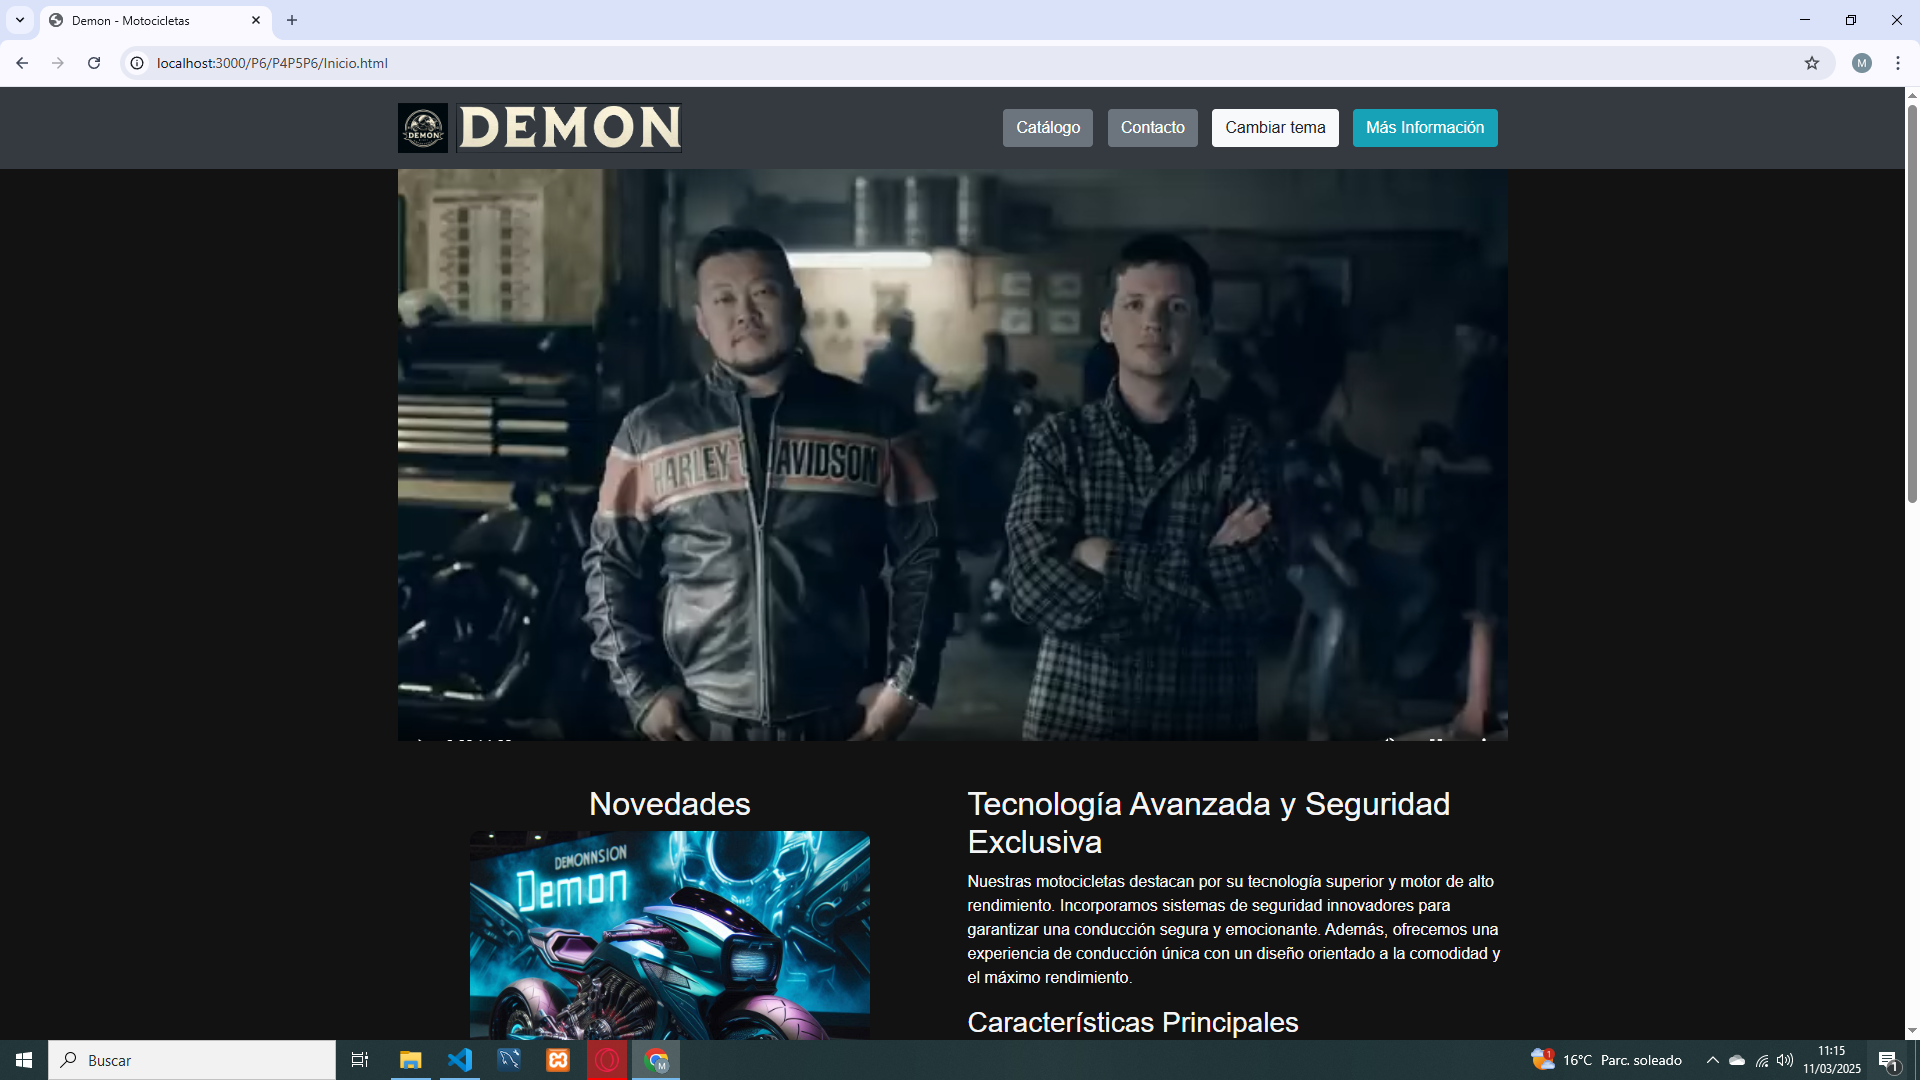 Demon - Motocicletas
localhost:3000/P6/P4P5P6/Inicio.html
M
DEMON
DEMON
Catálogo
Contacto
Cambiar tema
Más Información
HARLEY-DAVIDSON
Novedades
DEMONNSION
Demon
Tecnología Avanzada y Seguridad
Exclusiva
Nuestras motocicletas destacan por su tecnología superior y motor de alto
rendimiento. Incorporamos sistemas de seguridad innovadores para
garantizar una conducción segura y emocionante. Además, ofrecemos una
experiencia de conducción única con un diseño orientado a la comodidad y
el máximo rendimiento.
Características Principales
Buscar
M
1
16°C Parc. soleado
11:15
11/03/2025
1